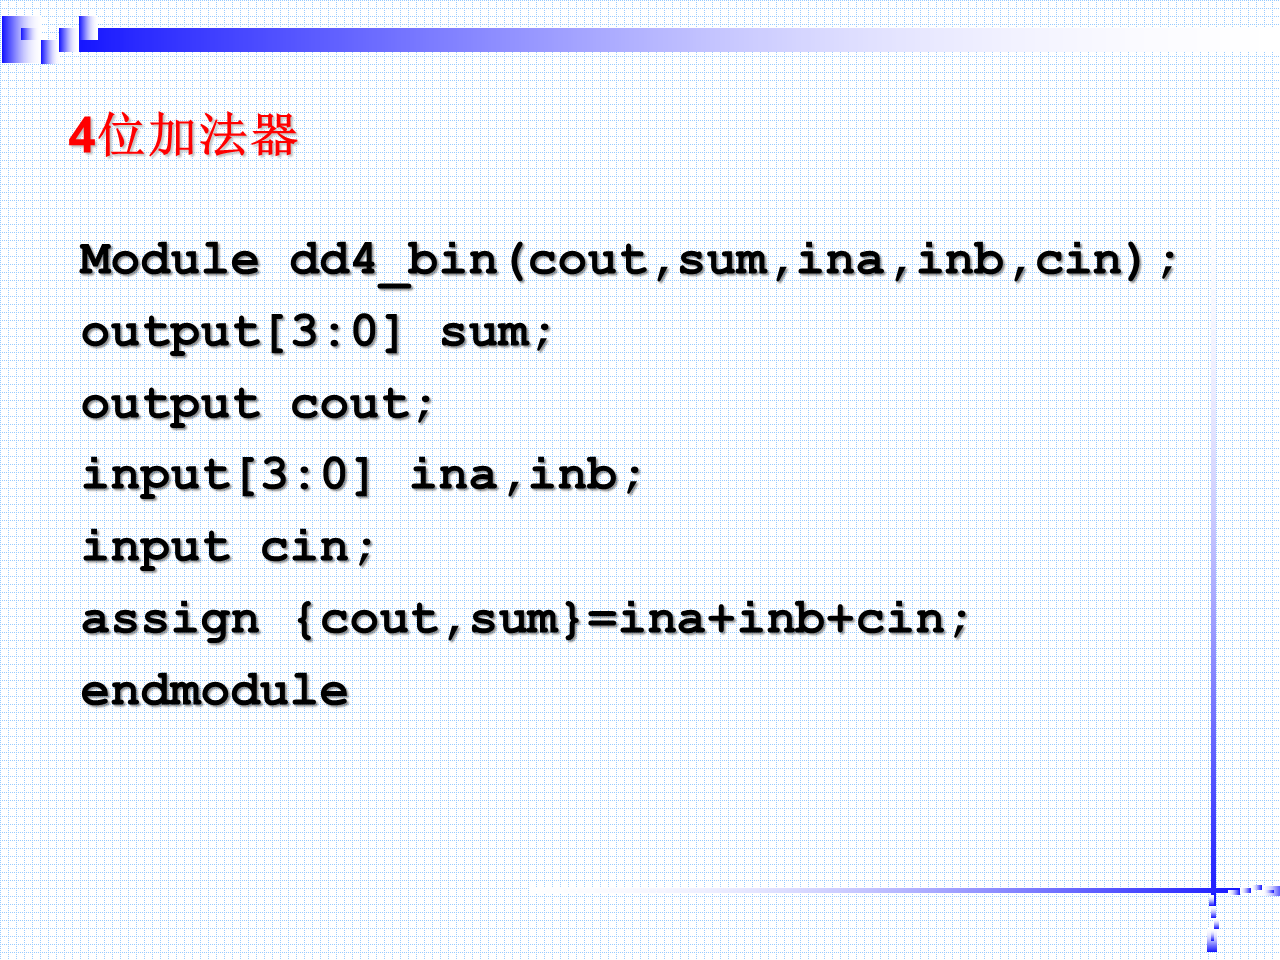 4位加法器
Module dd4_bin(cout,sum,ina,inb,cin);
output[3:0] sum;
output cout;
input[3:0] ina,inb;
input cin;
assign {cout,sum}=ina+inb+cin;
endmodule